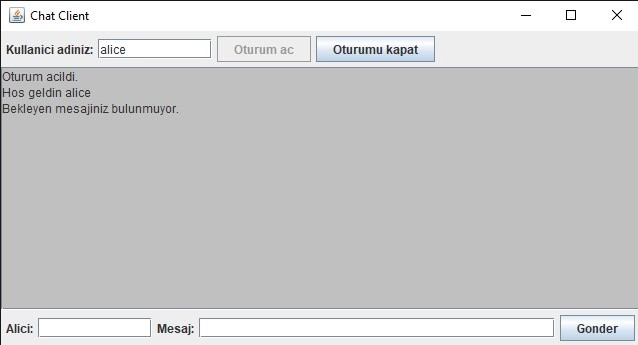 Chat Client
Kullanici adiniz: alice Oturum ac Oturumu kapat
Oturum acildi.
Hos geldin alice
Bekleyen mesajiniz bulunmuyor.
Alici: Mesaj: Gonder